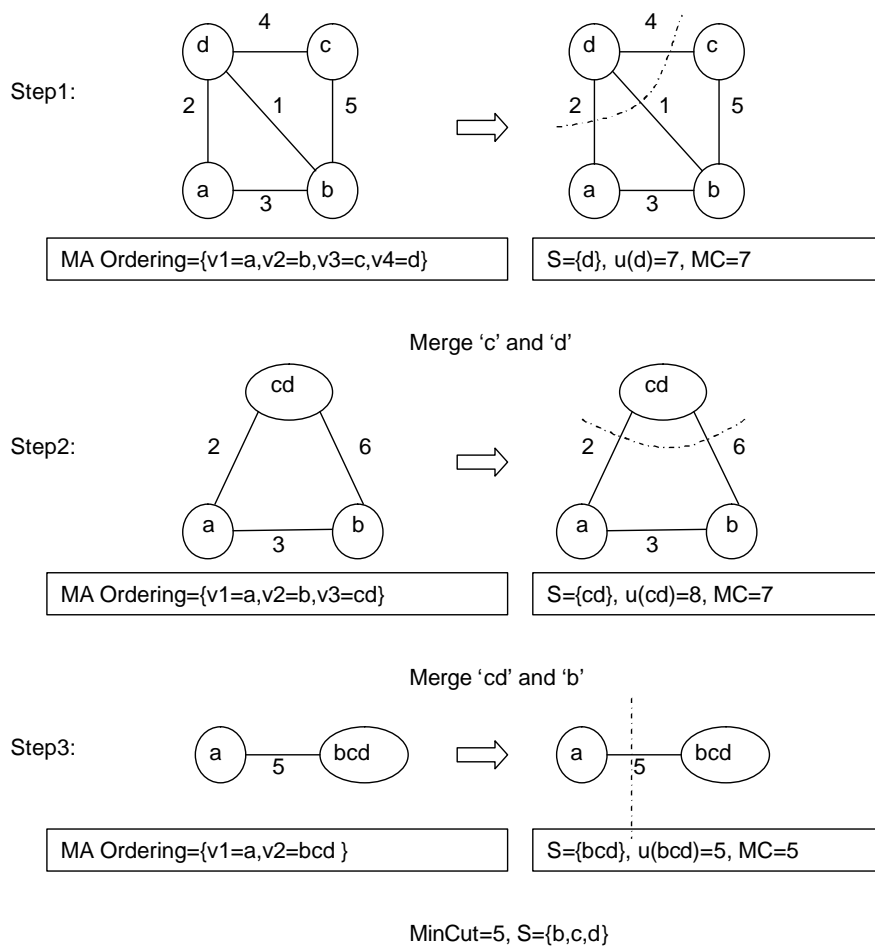 4
d
c
Step1:
2
1
5
a
b
3
4
d
c
2
1
5
a
b
3
MA Ordering={v1=a,v2=b,v3=c,v4=d}
S={d}, u(d)=7, MC=7
Merge ‘c’ and ‘d’
cd
Step2:
2
6
a
b
3
cd
2
6
a
b
3
MA Ordering={v1=a,v2=b,v3=cd}
S={cd}, u(cd)=8, MC=7
Merge ‘cd’ and ‘b’
Step3:
a
5
bcd
a
5
bcd
MA Ordering={v1=a,v2=bcd }
S={bcd}, u(bcd)=5, MC=5
MinCut=5, S={b,c,d}